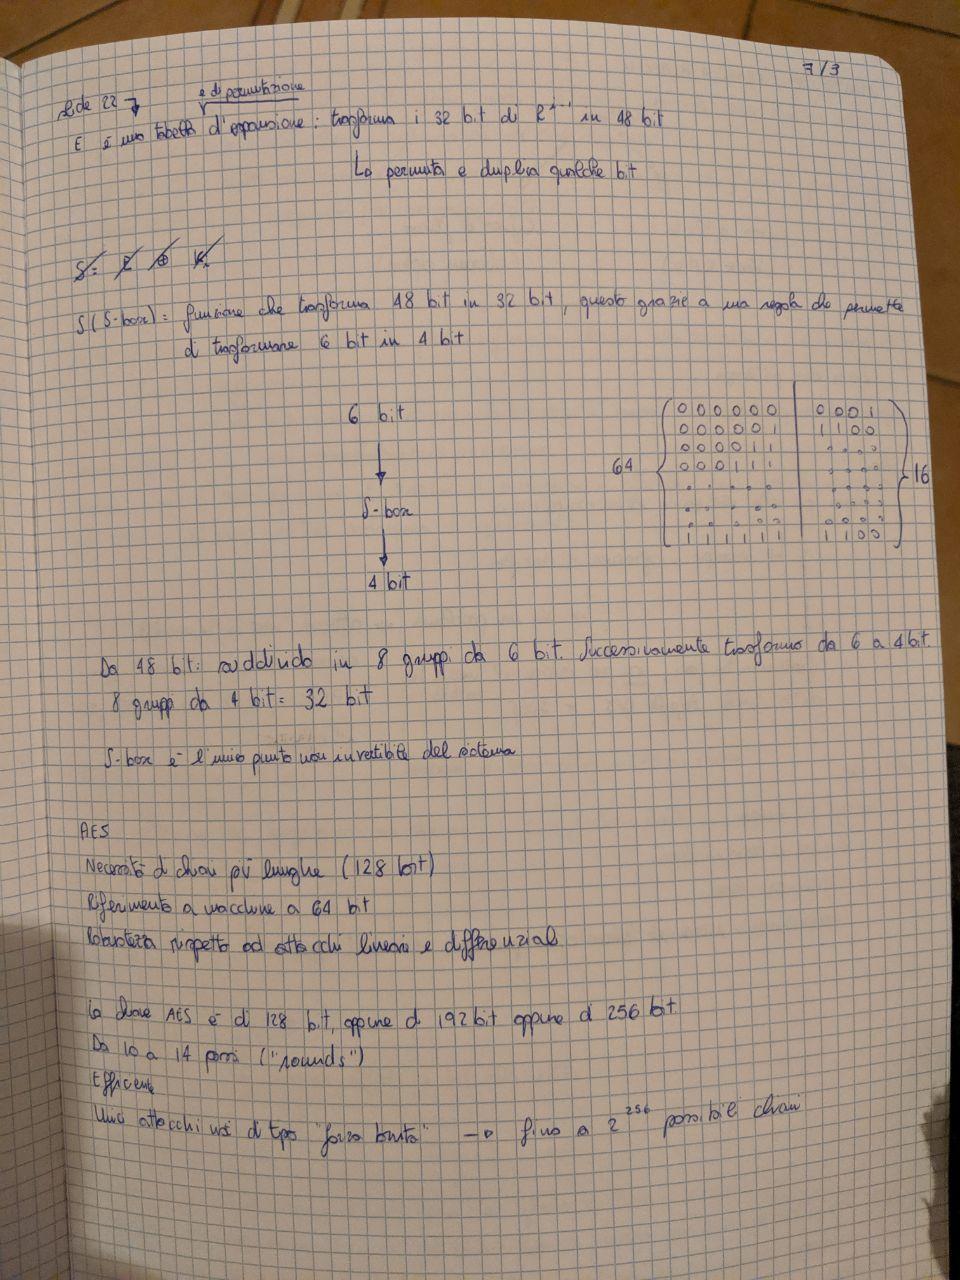 7/3
Slide 22
e di permutazione
E è una tabella d'espansione: trasforma i 32 bit di R^i-1 in 48 bit
Lo permuta e duplica qualche bit
S= E ⊕ K
S (S-box) = funzione che trasforma 48 bit in 32 bit, questo grazie a una regola che permette
di trasformare 6 bit in 4 bit
6 bit
S-box
4 bit
64
0 0 0 0 0 0 | 0 0 0 1
0 0 0 0 0 1 | 1 1 0 0
0 0 0 0 1 1
0 0 0 1 1 1
1 1 1 1 1 1 | 1 1 0 0
16
Da 48 bit: suddivido in 8 gruppi da 6 bit. Successivamente trasformo da 6 a 4 bit.
8 gruppi da 4 bit = 32 bit
S-box è l'unico punto non invertibile del sistema
AES
Necessità di chiavi più lunghe (128 bit)
Riferimento a macchine a 64 bit
Robustezza rispetto ad attacchi lineari e differenziali
La chiave AES è di 128 bit, oppure di 192 bit oppure di 256 bit.
Da 10 a 14 passi ("rounds")
Efficiente
Unici attacchi noti di tipo "forza bruta" → fino a 2^256 possibili chiavi